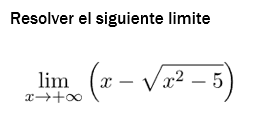 Resolver el siguiente limite
lim x→+∞ (x − √(x² − 5))